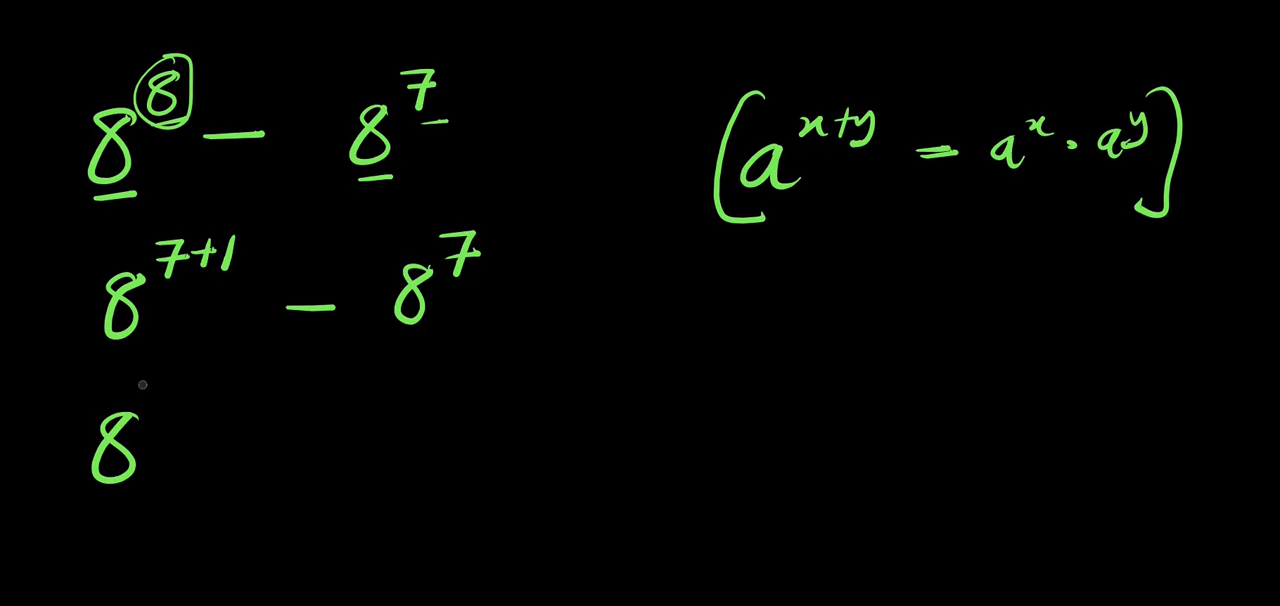 8^8 − 8^7
[a^{x+y} = a^x · a^y]
8^{7+1} − 8^7
8